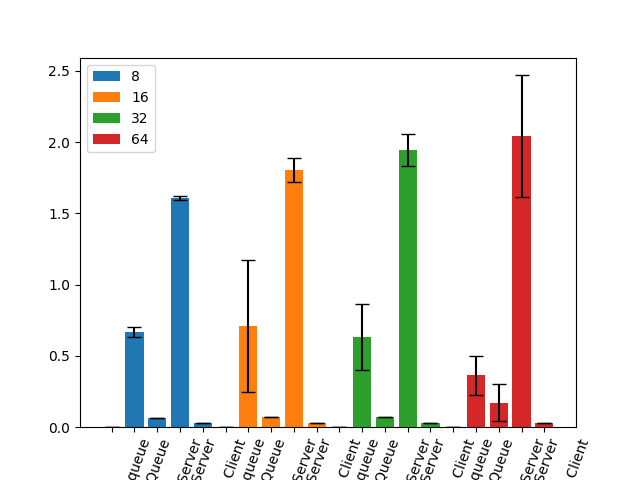 2.5
2.0
1.5
1.0
0.5
0.0
8
16
32
64
queue
Queue
Server
Server
Client
queue
Queue
Server
Server
Client
queue
Queue
Server
Server
Client
queue
Queue
Server
Server
Client